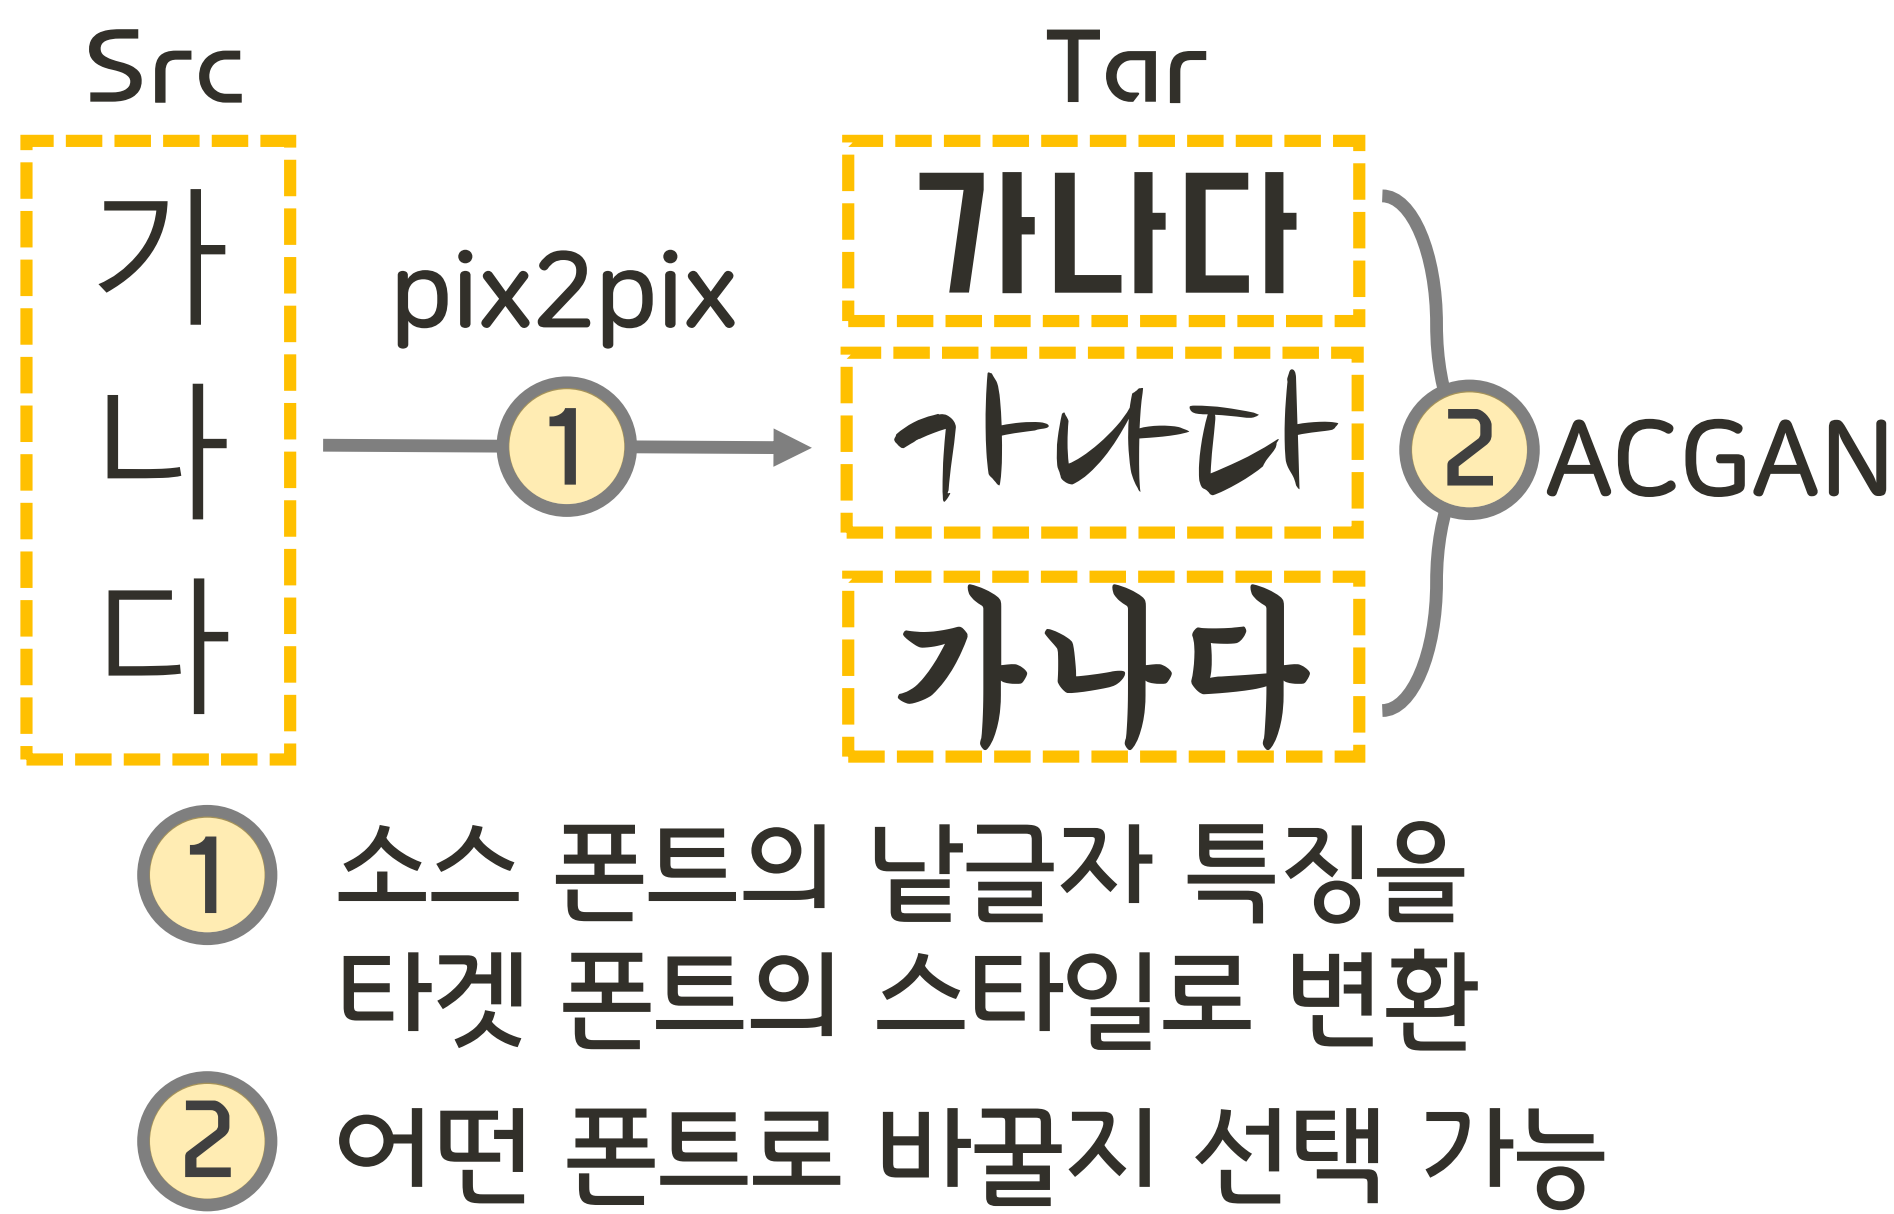 Src
Tar
가
나
다
pix2pix
1
가나다
가나다
가나다
2 ACGAN
1 소스 폰트의 낱글자 특징을
타겟 폰트의 스타일로 변환
2 어떤 폰트로 바꿀지 선택 가능